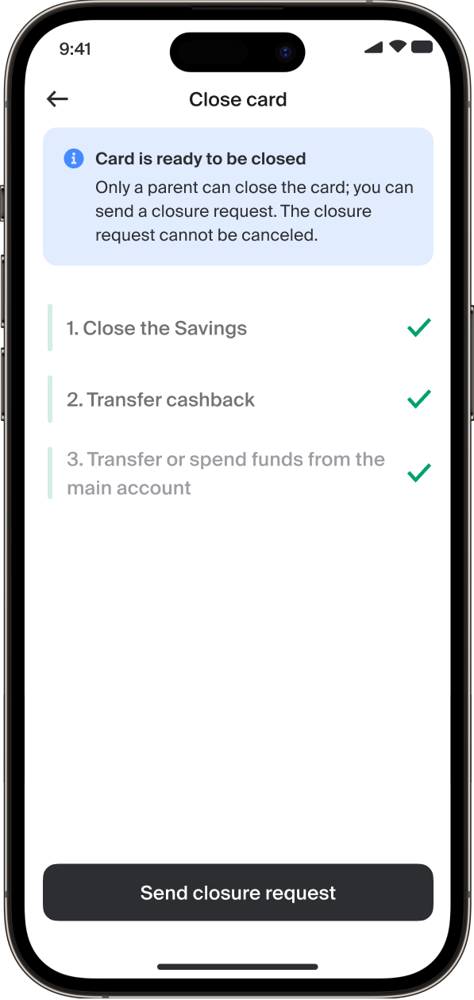 9:41
Close card
Card is ready to be closed
Only a parent can close the card; you can
send a closure request. The closure
request cannot be canceled.
1. Close the Savings
2. Transfer cashback
3. Transfer or spend funds from the
main account
Send closure request